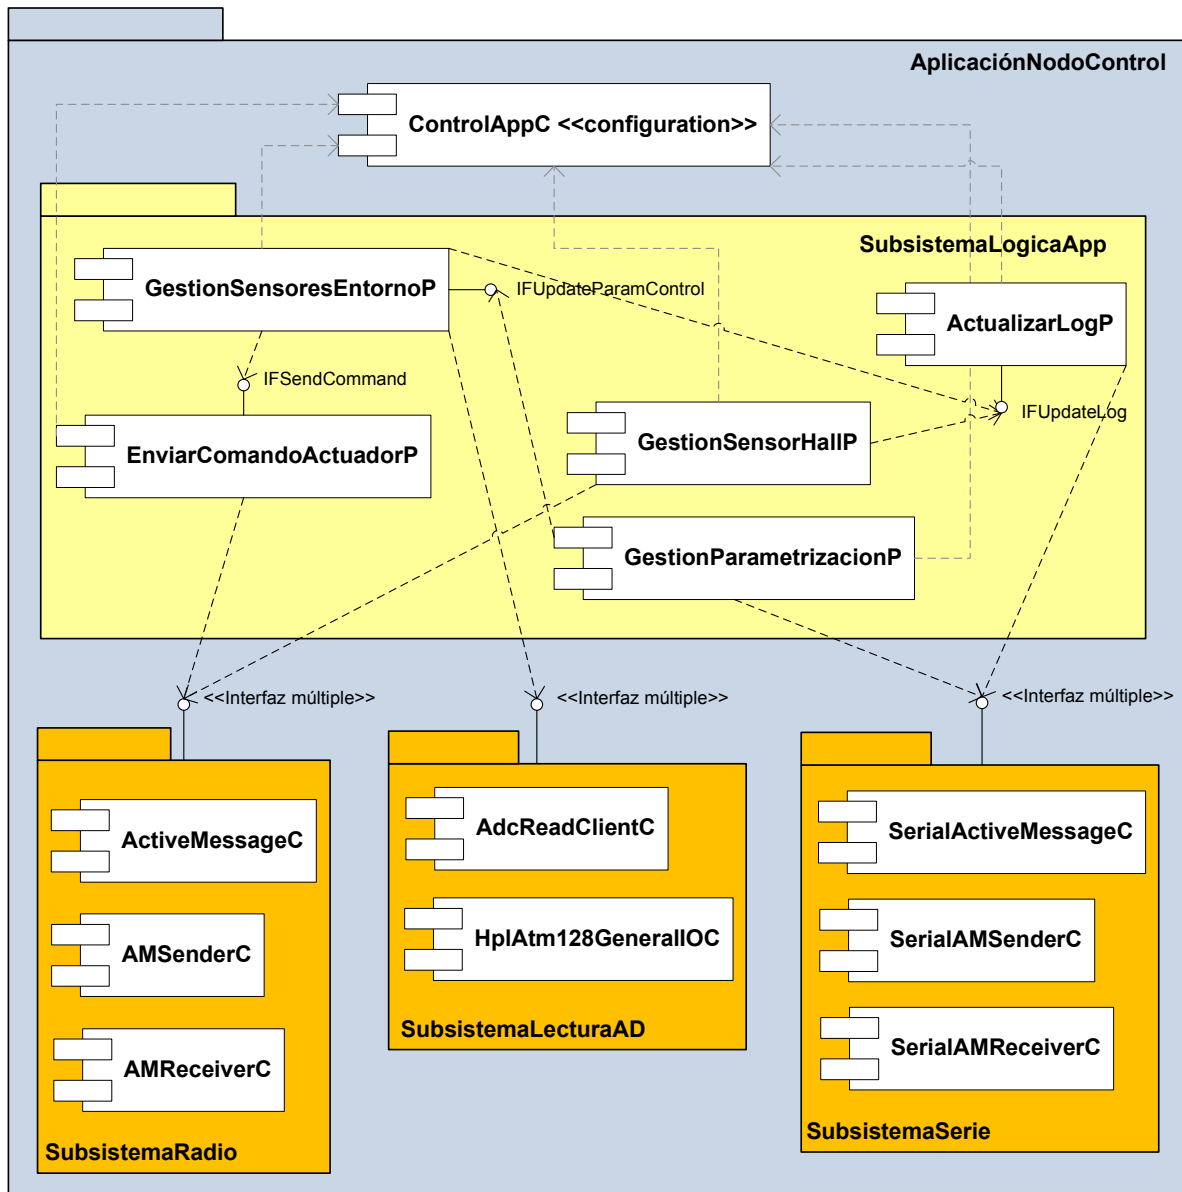 AplicaciónNodoControl
ControlAppC <<configuration>>
SubsistemaLogicaApp
GestionSensoresEntornoP
IFUpdateParamControl
ActualizarLogP
IFSendCommand
IFUpdateLog
EnviarComandoActuadorP
GestionSensorHallP
GestionParametrizacionP
<<Interfaz múltiple>>
<<Interfaz múltiple>>
<<Interfaz múltiple>>
ActiveMessageC
AMSenderC
AMReceiverC
SubsistemaRadio
AdcReadClientC
HplAtm128GeneralIOC
SubsistemaLecturaAD
SerialActiveMessageC
SerialAMSenderC
SerialAMReceiverC
SubsistemaSerie